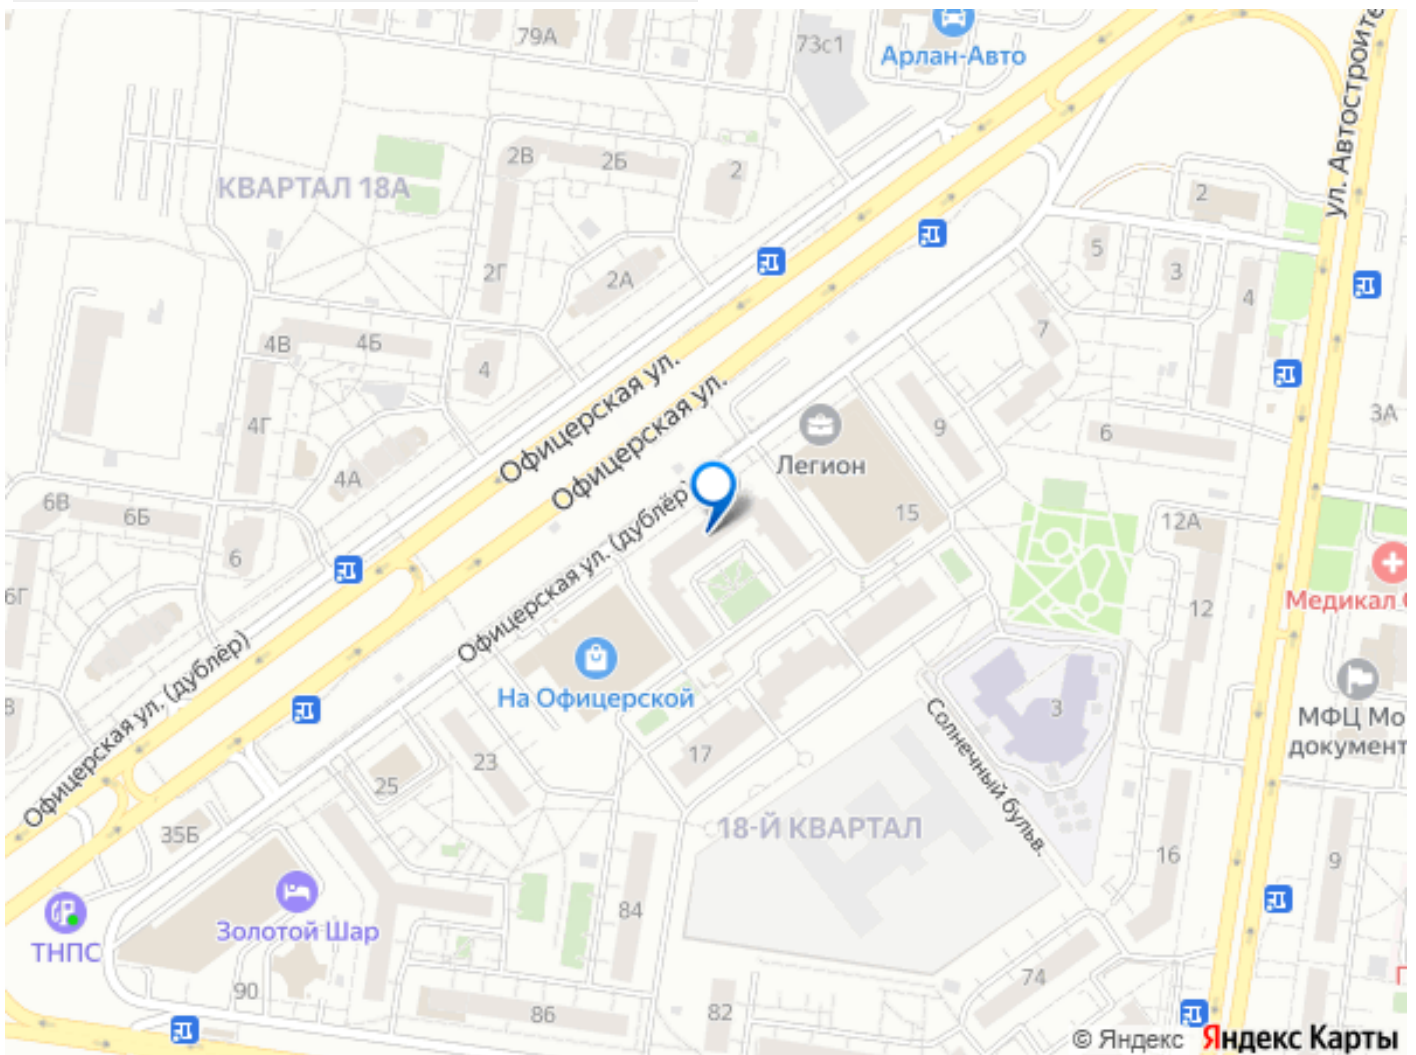 79А
73с1
Арлан-Авто
ул. Автостроите
2В
2Б
2
КВАРТАЛ 18А
2
5
3
2Г
2А
4
4В
4Б
7
4
Офицерская ул.
Офицерская ул.
3А
4Г
9
6
Легион
4А
6В
6Б
15
12А
6
Офицерская ул. (дублёр)
6Г
12
Медикал
Офицерская ул. (дублёр)
На Офицерской
3
8
Солнечный бульв.
МФЦ Мо
документ
17
23
25
18-Й КВАРТАЛ
35Б
16
9
84
Золотой Шар
ТНПС
74
90
86
82
© Яндекс Яндекс Карты